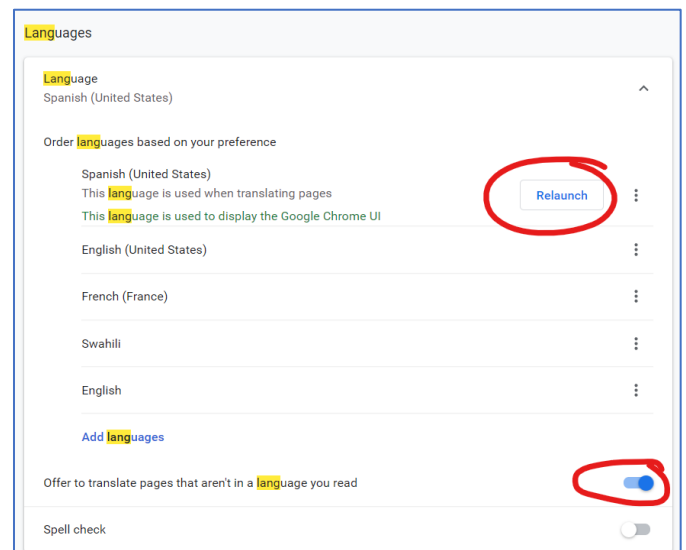 Languages
Language
Spanish (United States)
Order languages based on your preference
Spanish (United States)
This language is used when translating pages
Relaunch
This language is used to display the Google Chrome UI
English (United States)
French (France)
Swahili
English
Add languages
Offer to translate pages that aren't in a language you read
Spell check